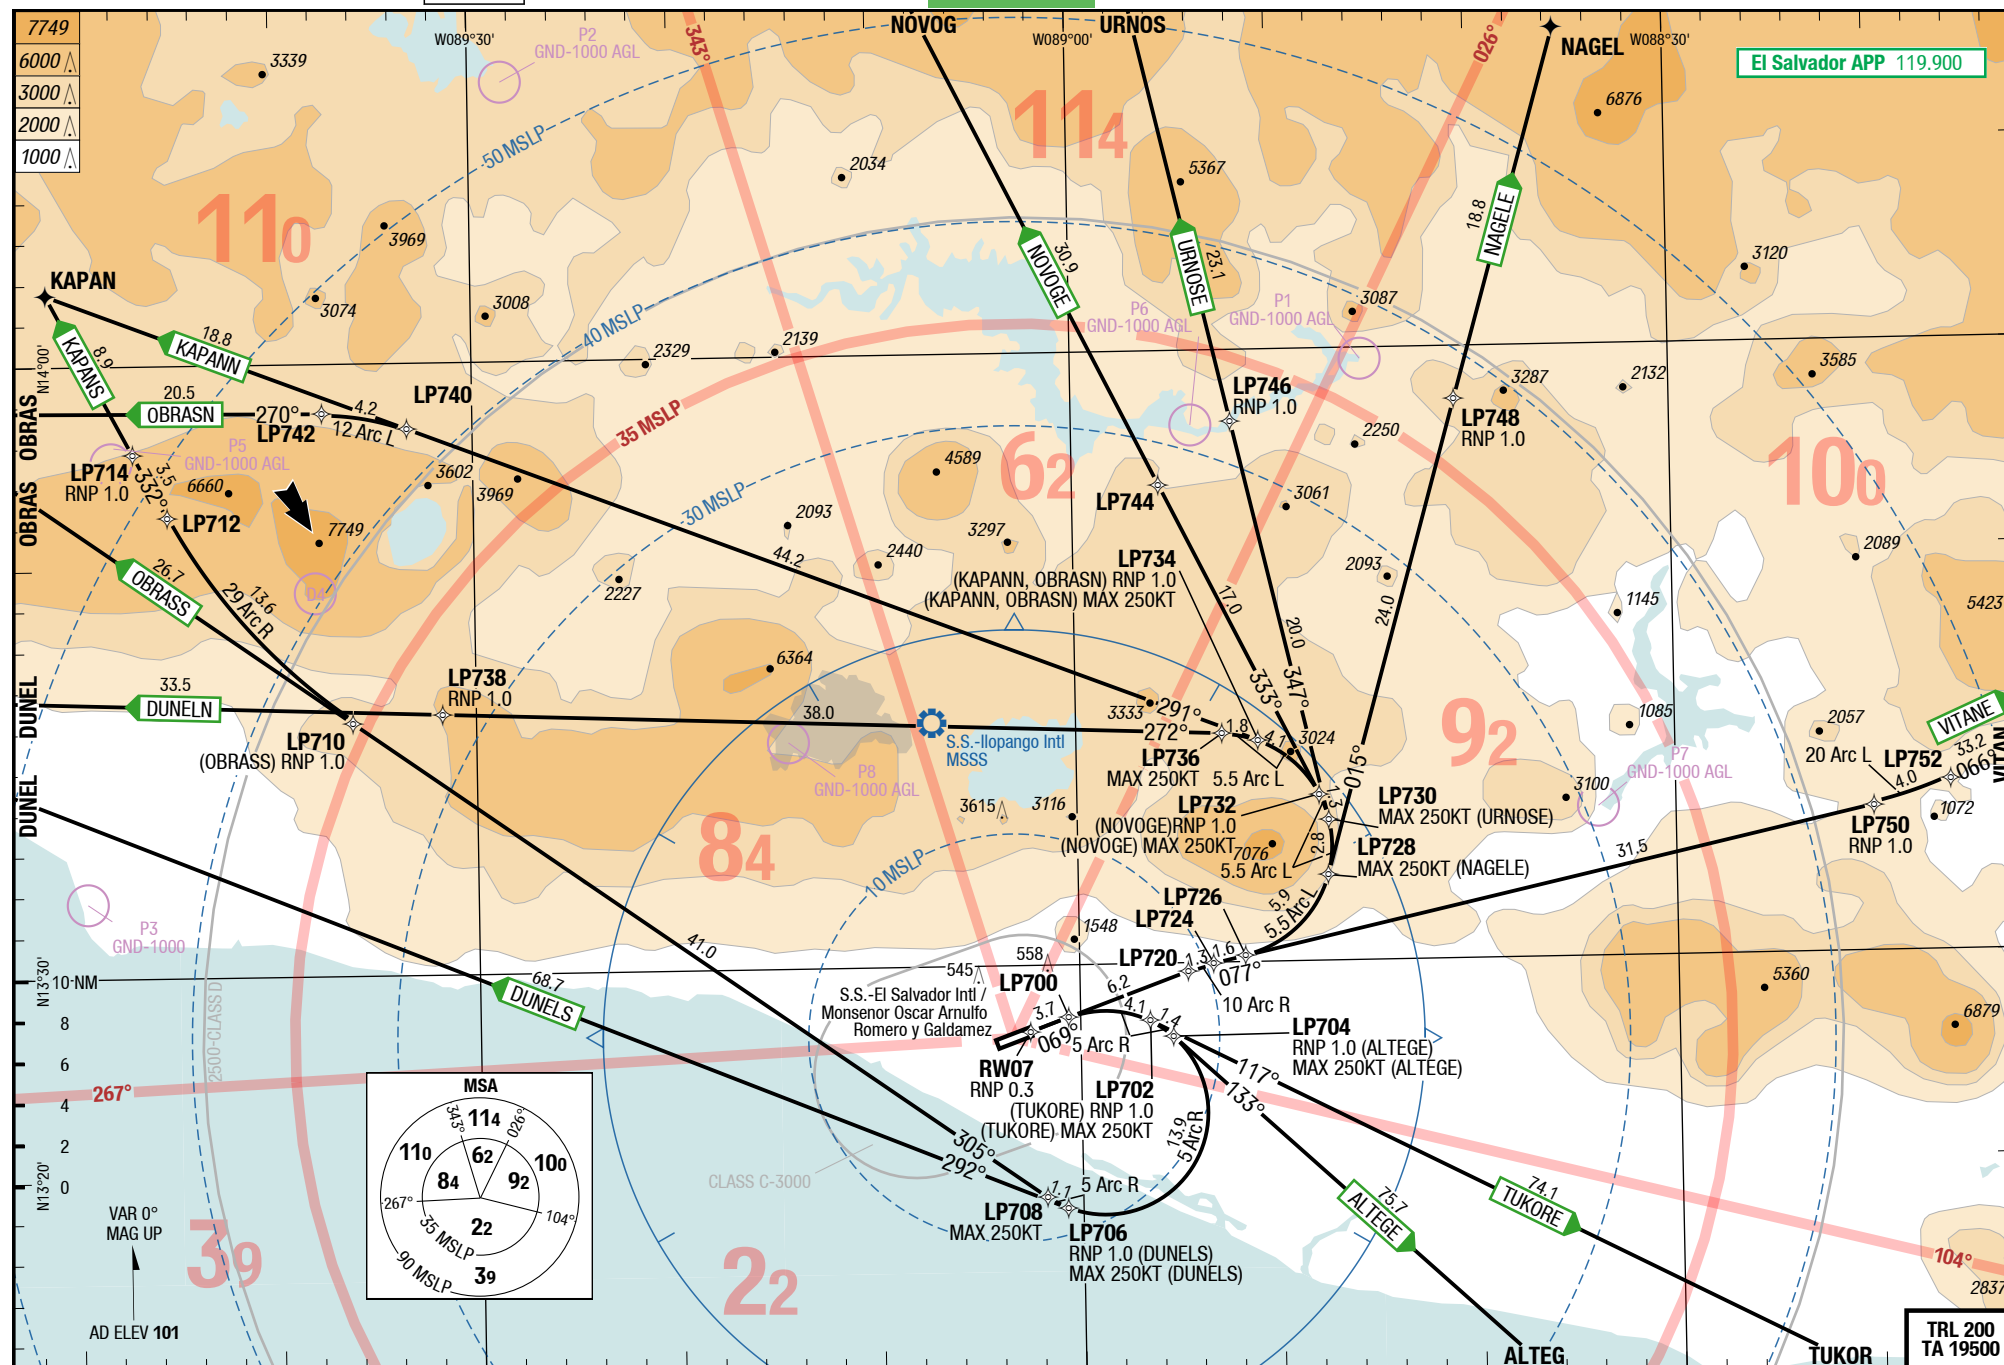 7749
6000
3000
2000
1000
3339
W089°30'
P2
GND-1000 AGL
343°
NOVOG
W089°00'
URNOS
026°
NAGEL
W088°30'
El Salvador APP 119.900
6876
114
50 MSLP
2034
5367
18.8
NAGELE
110
3969
NOVOGE
30.9
URNOSE
23.1
3120
KAPAN
3074
3008
40 MSLP
P6
GND-1000 AGL
P1
GND-1000 AGL
3087
18.8
KAPANN
KAPANS
8.9
N14°00'
2329
2139
3585
3287
2132
20.5
OBRASN
270°
4.2
12 Arc L
LP740
LP742
OBRAS
35 MSLP
LP746
RNP 1.0
LP748
RNP 1.0
2250
P5
GND-1000 AGL
LP714
RNP 1.0
3.5
332°
6660
LP712
3602
3969
4589
62
100
OBRAS
7749
30 MSLP
2093
3297
2440
LP744
3061
2089
44.2
LP734
(KAPANN, OBRASN) RNP 1.0
(KAPANN, OBRASN) MAX 250KT
2093
2227
26.7
OBRASS
13.6
29 Arc R
D4
17.0
20.0
24.0
1145
5423
6364
333°
347°
DUNEL
33.5
DUNELN
LP738
RNP 1.0
38.0
3333
291°
272°
1.8
4.1
3024
92
1085
2057
VITANE
VITAN
33.2
066°
LP710
(OBRASS) RNP 1.0
S.S.-Ilopango Intl
MSSS
P8
GND-1000 AGL
LP736
MAX 250KT
5.5 Arc L
015°
P7
GND-1000 AGL
20 Arc L
LP752
4.0
DUNEL
3615
3116
LP732
(NOVOGE)RNP 1.0
(NOVOGE) MAX 250KT
1.3
LP730
MAX 250KT (URNOSE)
3100
1072
LP750
RNP 1.0
84
7076
5.5 Arc L
2.8
LP728
MAX 250KT (NAGELE)
31.5
10 MSLP
P3
GND-1000
41.0
1548
LP726
LP724
5.9
5.5 Arc L
N13°30'
10 NM
68.7
DUNELS
558
545
LP700
LP720
1.3
1.6
077°
10 Arc R
6.2
5360
6879
2500-CLASS D
S.S.-El Salvador Intl /
Monsenor Oscar Arnulfo
Romero y Galdamez
3.7
069°
4.1
5 Arc R
1.4
LP704
RNP 1.0 (ALTEGE)
MAX 250KT (ALTEGE)
8
6
4
2
0
N13°20'
267°
RW07
RNP 0.3
LP702
(TUKORE) RNP 1.0
(TUKORE) MAX 250KT
117°
133°
13.9
5 Arc R
MSA
343°
114
026°
110
62
100
84
92
267°
104°
22
35 MSLP
39
90 MSLP
305°
292°
CLASS C-3000
1.1
5 Arc R
LP708
MAX 250KT
LP706
RNP 1.0 (DUNELS)
MAX 250KT (DUNELS)
75.7
ALTEGE
74.1
TUKORE
VAR 0°
MAG UP
39
22
104°
2837
AD ELEV 101
ALTEG
TUKOR
TRL 200
TA 19500